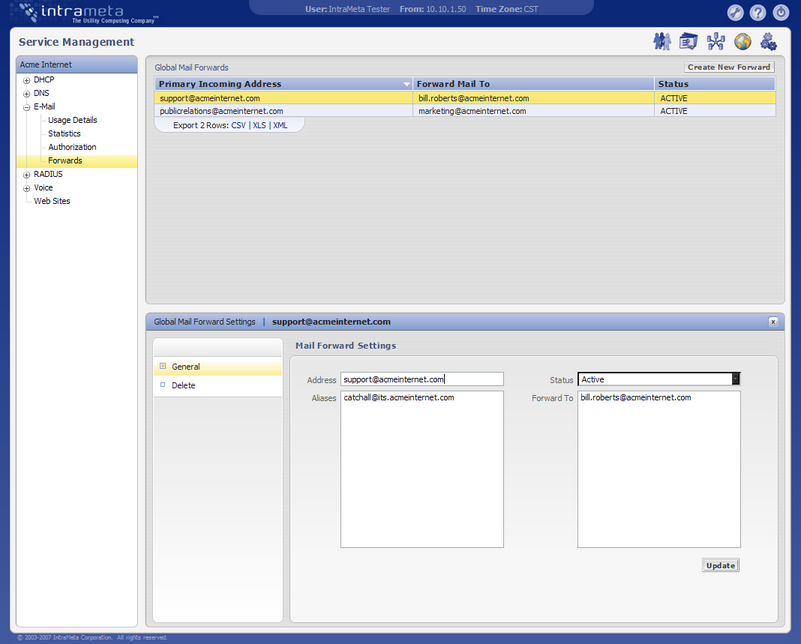 intrameta
The Utility Computing Company
User: IntraMeta Tester From: 10.10.1.50 Time Zone: CST
Service Management
Acme Internet
DHCP
DNS
E-Mail
Usage Details
Statistics
Authorization
Forwards
RADIUS
Voice
Web Sites
Global Mail Forwards
Create New Forward
Primary Incoming Address Forward Mail To Status
support@acmeinternet.com bill.roberts@acmeinternet.com ACTIVE
publicrelations@acmeinternet.com marketing@acmeinternet.com ACTIVE
Export 2 Rows: CSV | XLS | XML
Global Mail Forward Settings | support@acmeinternet.com x
General
Delete
Mail Forward Settings
Address support@acmeinternet.com Status Active
Aliases catchall@its.acmeinternet.com Forward To bill.roberts@acmeinternet.com
Update
© 2003-2007 IntraMeta Corporation. All rights reserved.